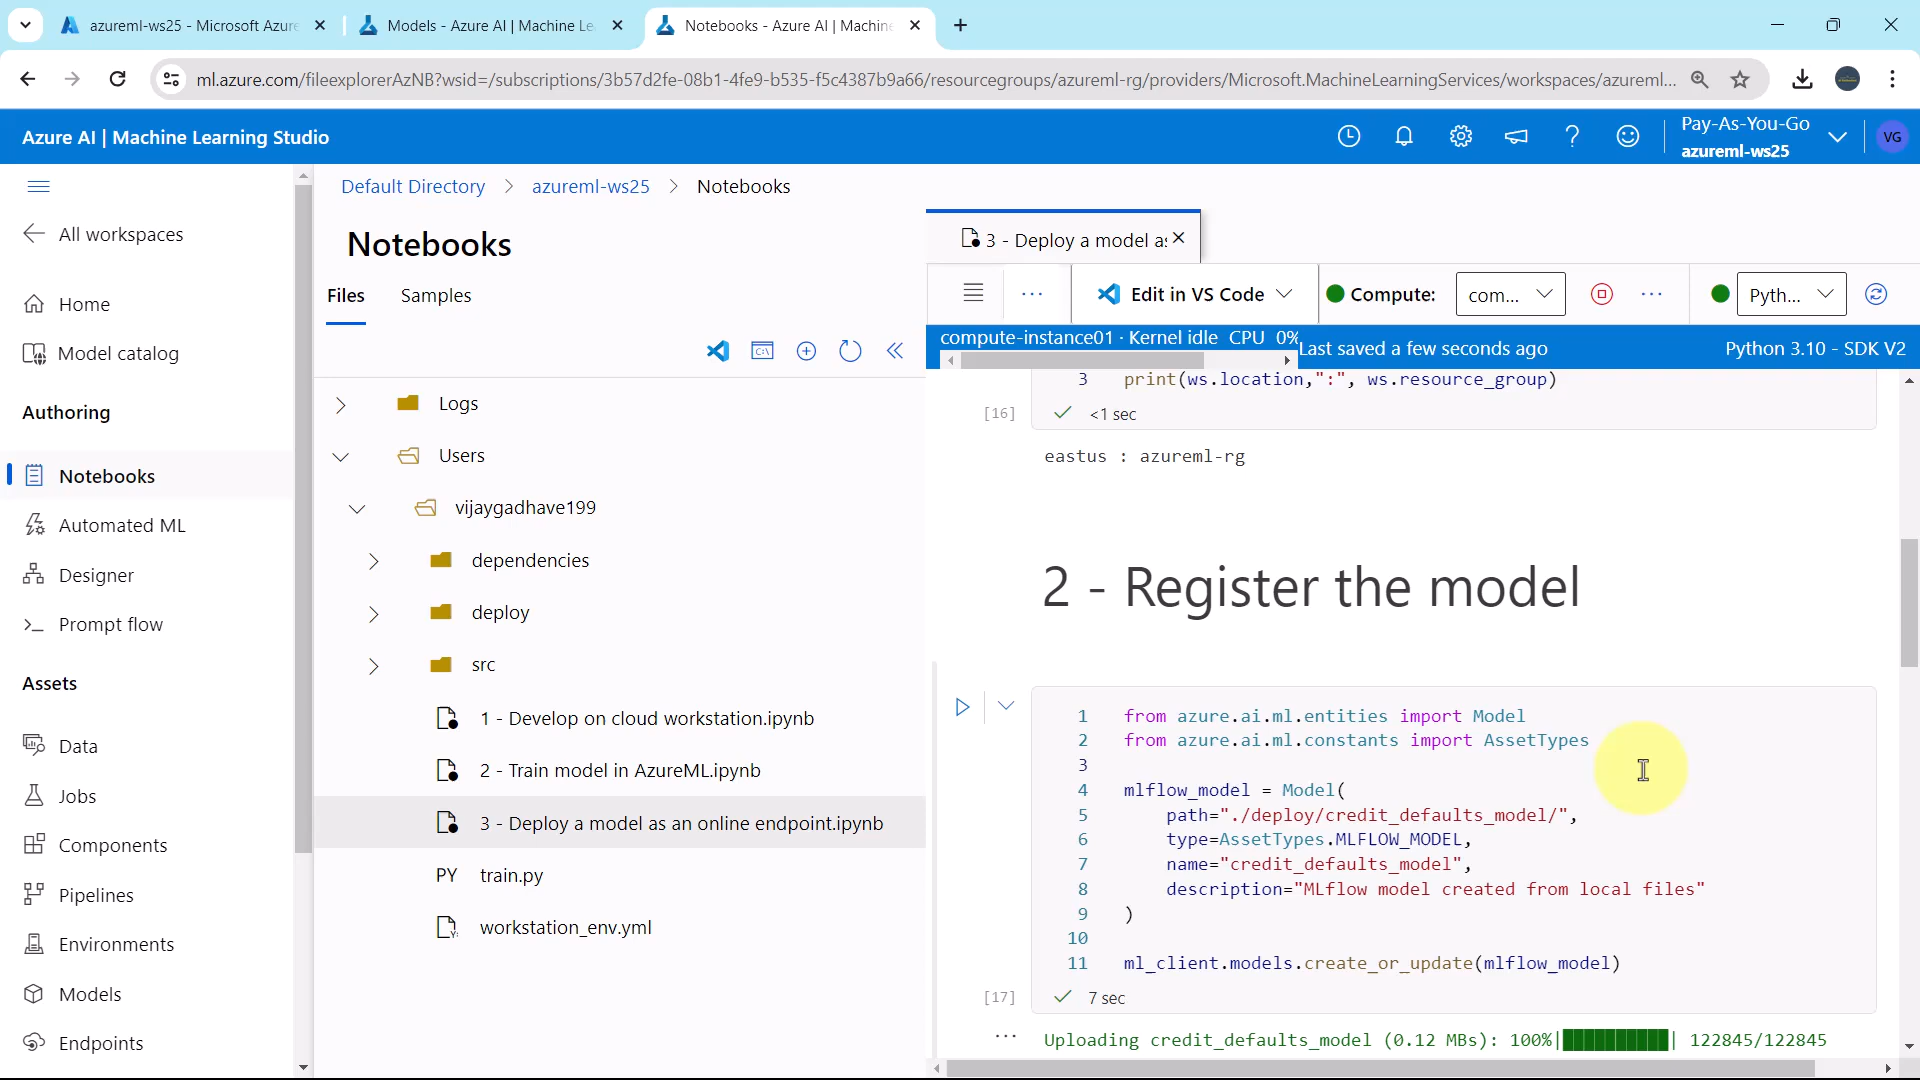 azureml-ws25 - Microsoft Azure
Models - Azure AI | Machine Le
Notebooks - Azure AI | Machine
ml.azure.com/fileexplorerAzNB?wsid=/subscriptions/3b57d2fe-08b1-4fe9-b535-f5c4387b9a66/resourcegroups/azureml-rg/providers/Microsoft.MachineLearningServices/workspaces/azureml...
Azure AI | Machine Learning Studio
Pay-As-You-Go
azureml-ws25
VG
All workspaces
Home
Model catalog
Authoring
Notebooks
Automated ML
Designer
Prompt flow
Assets
Data
Jobs
Components
Pipelines
Environments
Models
Endpoints
Default Directory > azureml-ws25 > Notebooks
Notebooks
Files
Samples
Logs
Users
vijaygadhave199
dependencies
deploy
src
1 - Develop on cloud workstation.ipynb
2 - Train model in AzureML.ipynb
3 - Deploy a model as an online endpoint.ipynb
PY train.py
workstation_env.yml
3 - Deploy a model as
Edit in VS Code
Compute:
com...
Pyth...
compute-instance01 · Kernel idle CPU 0%
Last saved a few seconds ago
Python 3.10 - SDK V2
3 print(ws.location,":", ws.resource_group)
[16] <1 sec
eastus : azureml-rg
2 - Register the model
1 from azure.ai.ml.entities import Model
2 from azure.ai.ml.constants import AssetTypes
3
4 mlflow_model = Model(
5 path="./deploy/credit_defaults_model/",
6 type=AssetTypes.MLFLOW_MODEL,
7 name="credit_defaults_model",
8 description="MLflow model created from local files"
9 )
10
11 ml_client.models.create_or_update(mlflow_model)
[17] 7 sec
... Uploading credit_defaults_model (0.12 MBs): 100%|██████████| 122845/122845